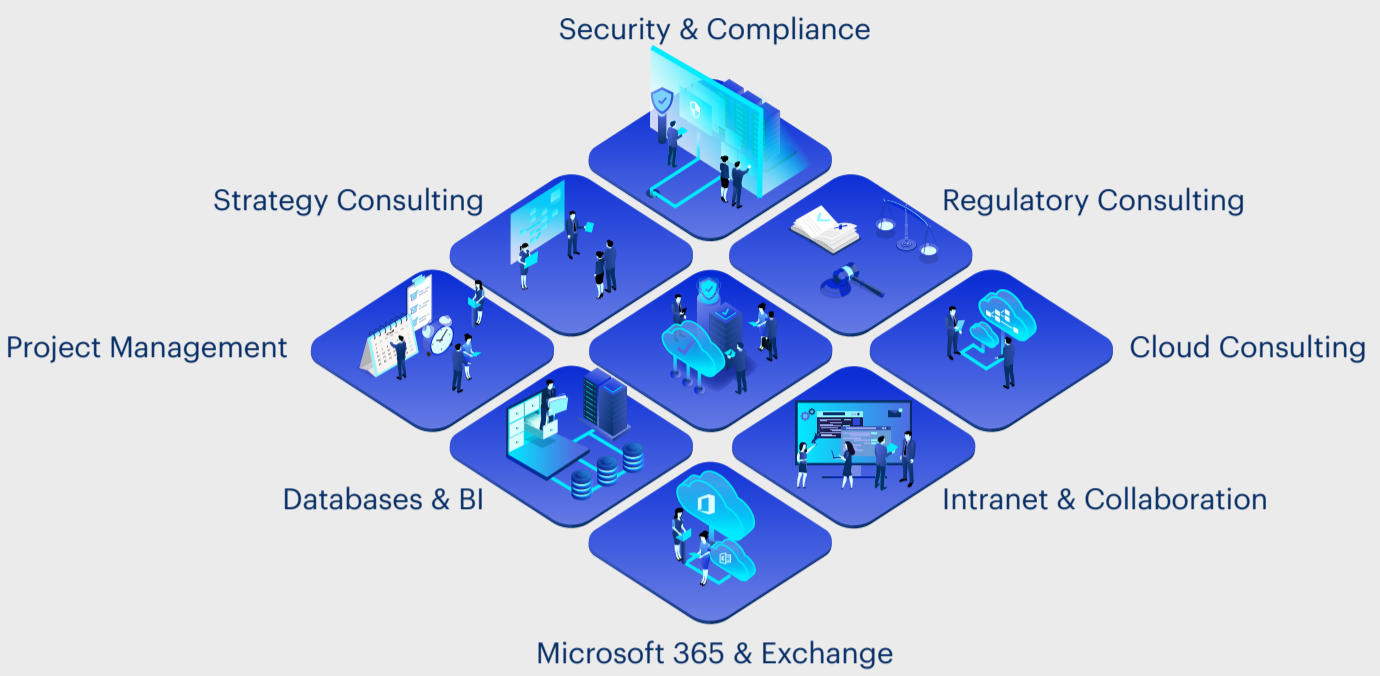 Security & Compliance
Strategy Consulting
Regulatory Consulting
Project Management
Cloud Consulting
Databases & BI
Intranet & Collaboration
Microsoft 365 & Exchange